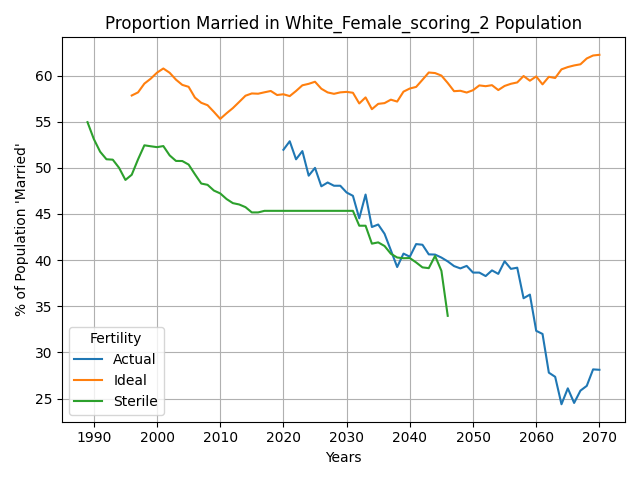 Proportion Married in White_Female_scoring_2 Population
% of Population 'Married'
60
55
50
45
40
35
30
25
Fertility
Actual
Ideal
Sterile
1990 2000 2010 2020 2030 2040 2050 2060 2070
Years